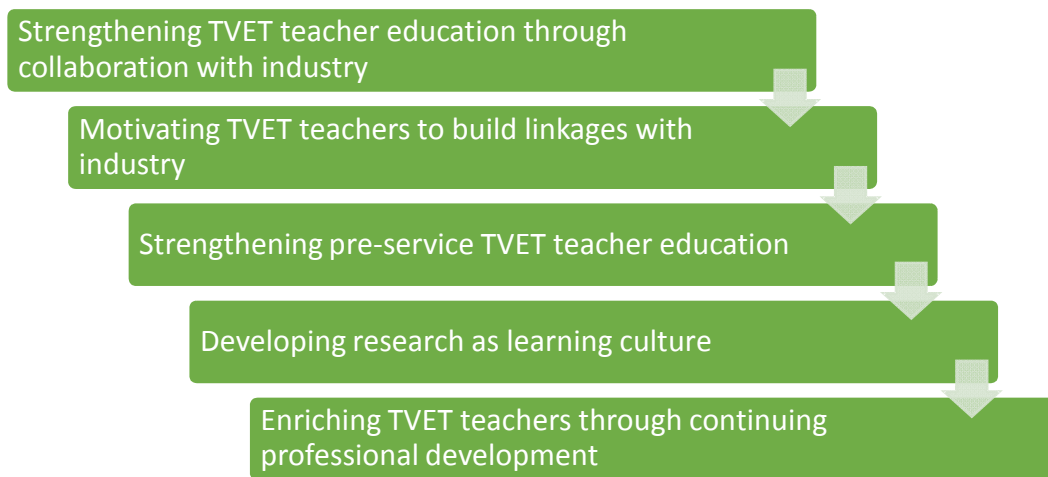 Strengthening TVET teacher education through
collaboration with industry
Motivating TVET teachers to build linkages with
industry
Strengthening pre-service TVET teacher education
Developing research as learning culture
Enriching TVET teachers through continuing
professional development